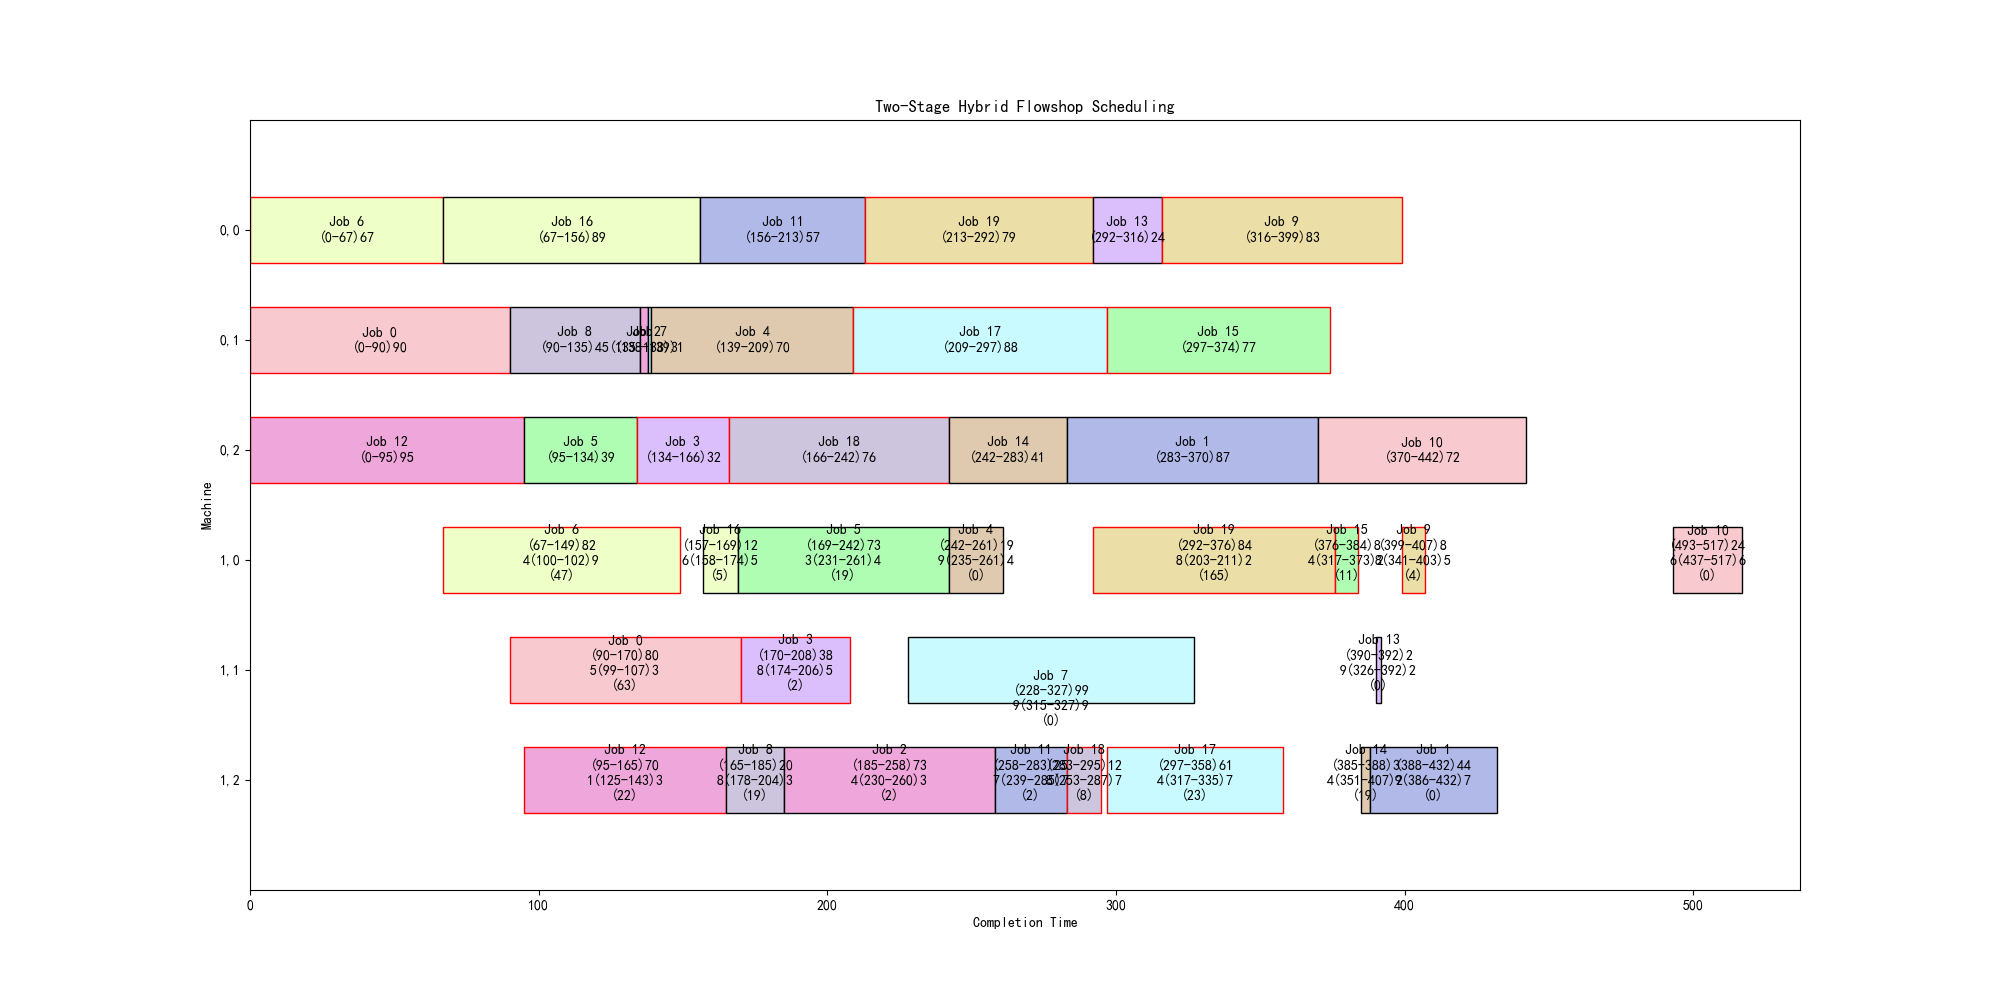 Two-Stage Hybrid Flowshop Scheduling
0,0
Job 6
(0-67)67
Job 16
(67-156)89
Job 11
(156-213)57
Job 19
(213-292)79
Job 13
(292-316)24
Job 9
(316-399)83
0,1
Job 0
(0-90)90
Job 8
(90-135)45
Job 4
(139-209)70
Job 17
(209-297)88
Job 15
(297-374)77
0,2
Job 12
(0-95)95
Job 5
(95-134)39
Job 3
(134-166)32
Job 18
(166-242)76
Job 14
(242-283)41
Job 1
(283-370)87
Job 10
(370-442)72
Machine
1,0
Job 6
(67-149)82
4(100-102)9
(47)
Job 16
(157-169)12
6(158-174)5
(5)
Job 5
(169-242)73
3(231-261)4
(19)
Job 4
(242-261)19
9(235-261)4
(0)
Job 19
(292-376)84
8(203-211)2
(165)
Job 15
(376-384)8
4(317-373)8
(11)
Job 9
(399-407)8
(341-403)5
(4)
Job 10
(493-517)24
6(437-517)6
(0)
1,1
Job 0
(90-170)80
5(99-107)3
(63)
Job 3
(170-208)38
8(174-206)5
(2)
Job 7
(228-327)99
9(315-327)9
(0)
Job 13
(390-392)2
9(326-392)2
(0)
1,2
Job 12
(95-165)70
1(125-143)3
(22)
Job 8
(165-185)20
8(178-204)3
(19)
Job 2
(185-258)73
4(230-260)3
(2)
Job 11
(258-283)25
(2)
Job 18
(283-295)12
(8)
Job 17
(297-358)61
4(317-335)7
(23)
Job 14
(385-388)3
4(351-407)9
(19)
Job 1
(388-432)44
(386-432)7
(0)
0
100
200
300
400
500
Completion Time